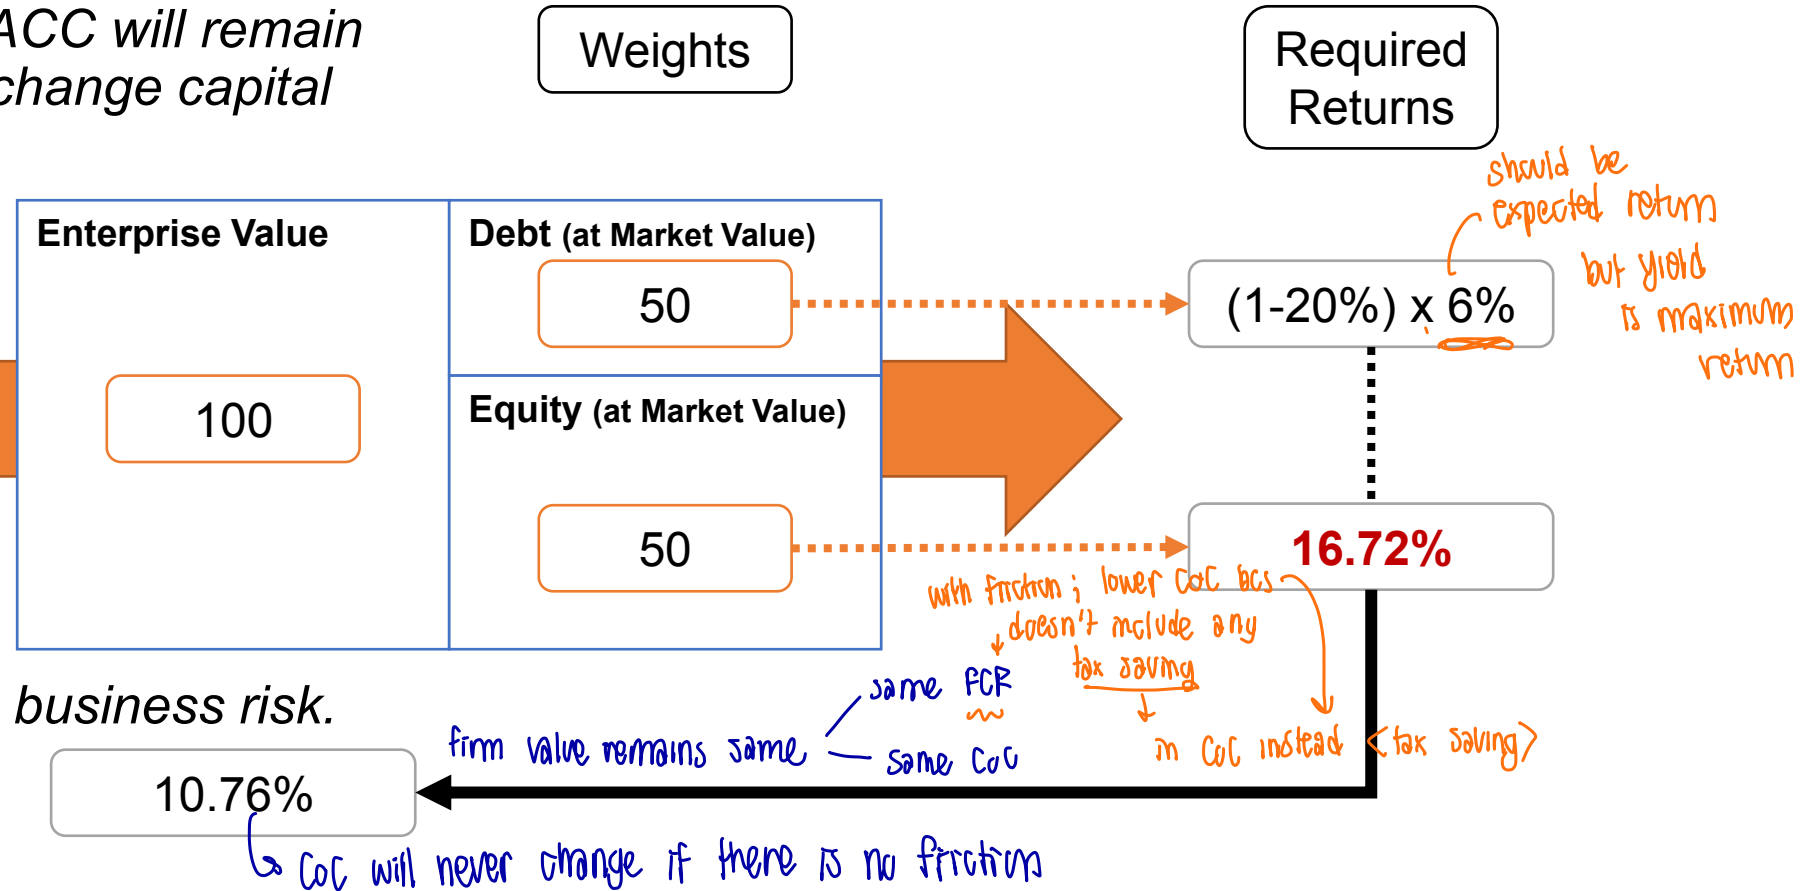 ACC will remain
change capital
Weights
Required
Returns
should be
expected return
but yield
is maximum
return
Enterprise Value
100
Debt (at Market Value)
50
Equity (at Market Value)
50
(1-20%) x 6%
16.72%
with friction ; lower CoC bcs
doesn't include any
tax saving
in CoC instead <tax saving>
business risk.
firm value remains same
same FCF
same CoC
10.76%
CoC will never change if there is no friction